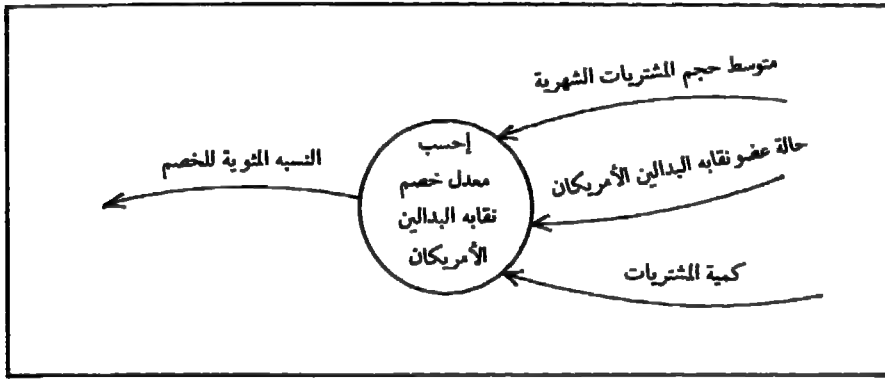 متوسط حجم المشتريات الشهرية
حالة عضو نقابه البدالين الأمريكان
كمية المشتريات
إحسب
معدل خصم
نقابه البدالين
الأمريكان
النسبه المئوية للخصم